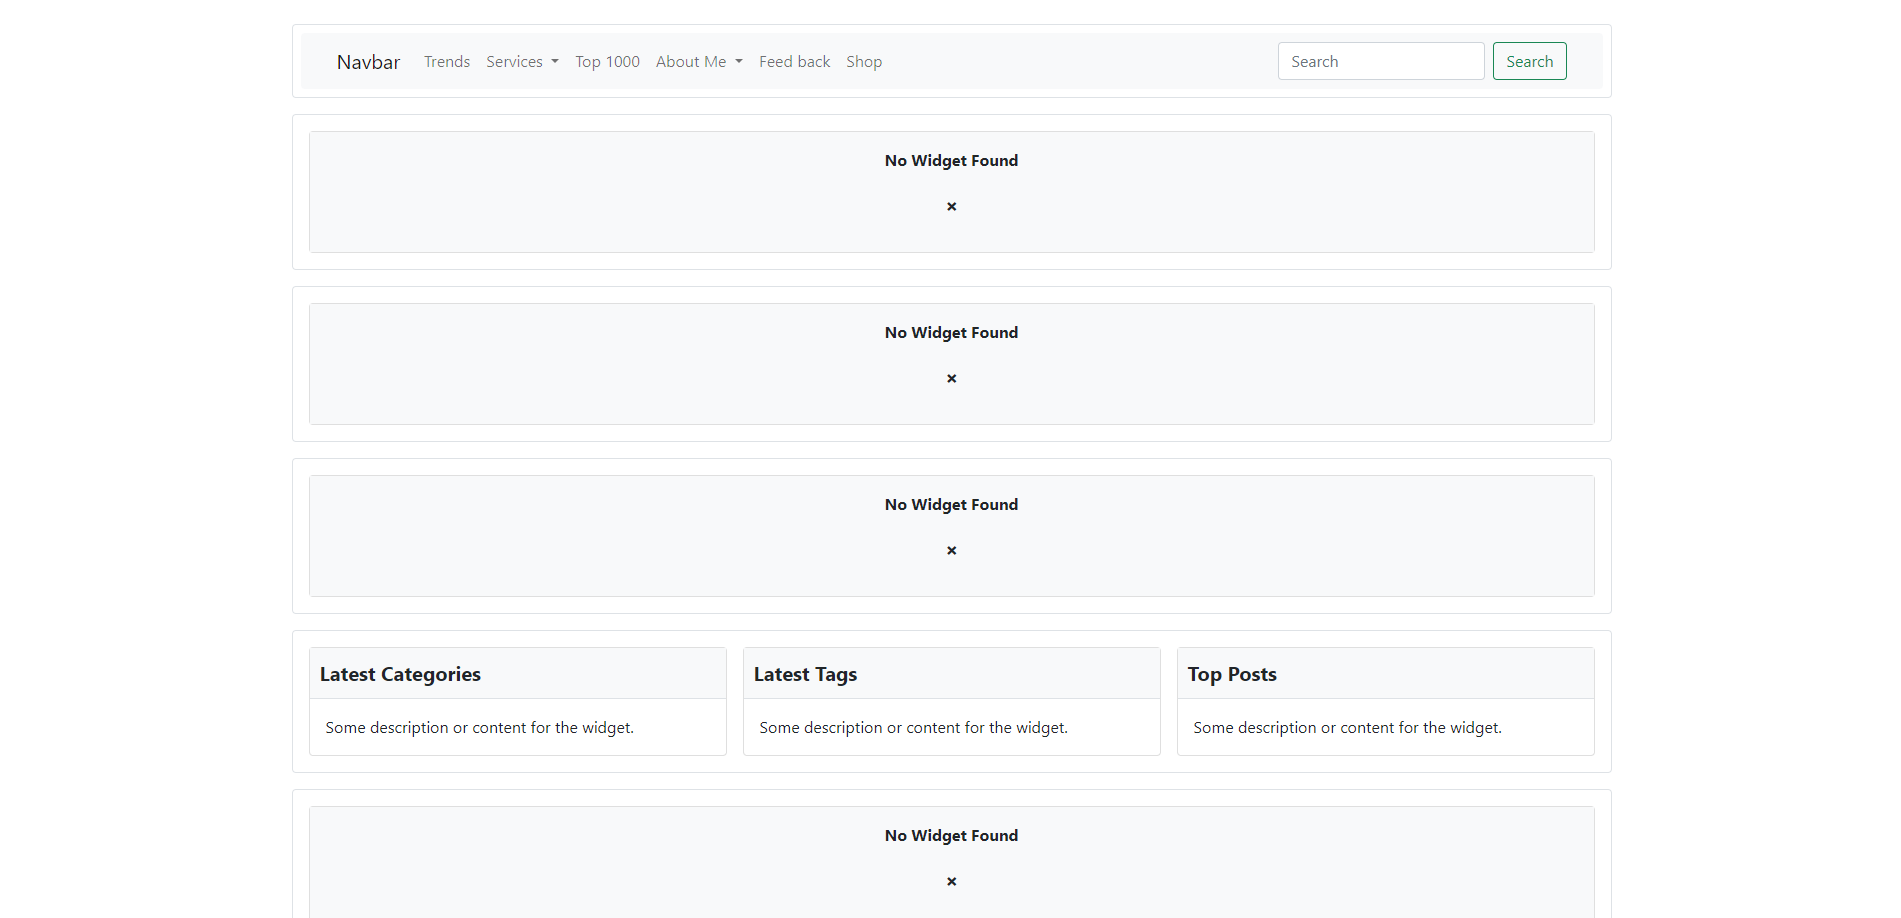 Navbar Trends Services Top 1000 About Me Feed back Shop Search Search
No Widget Found
×
No Widget Found
×
No Widget Found
×
Latest Categories
Some description or content for the widget.
Latest Tags
Some description or content for the widget.
Top Posts
Some description or content for the widget.
No Widget Found
×